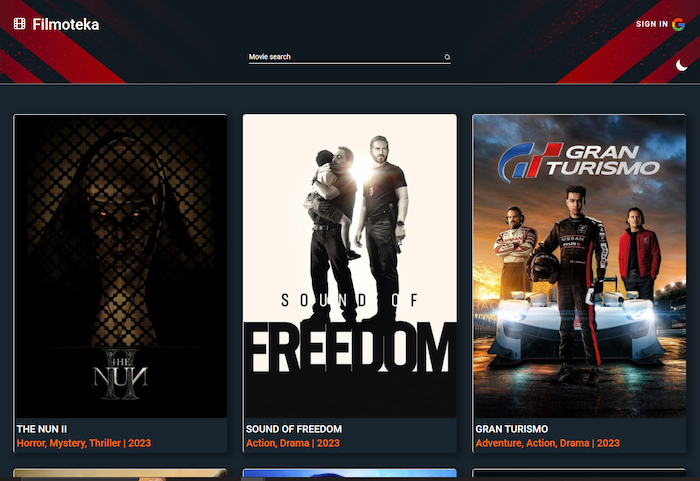 Filmoteka
SIGN IN
Movie search
THE
NUN
II
SOUND OF
FREEDOM
GRAN
TURISMO
NISSAN
THE NUN II
Horror, Mystery, Thriller | 2023
SOUND OF FREEDOM
Action, Drama | 2023
GRAN TURISMO
Adventure, Action, Drama | 2023